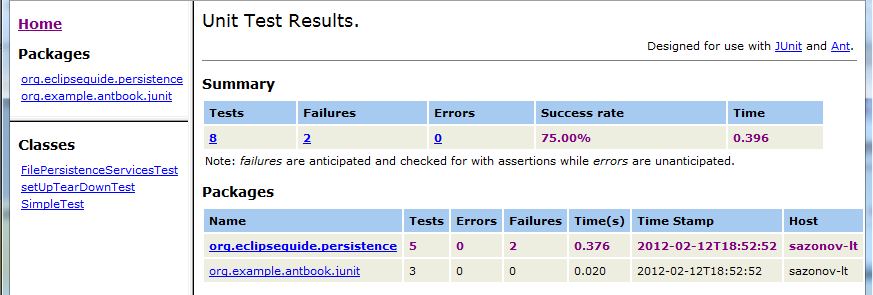 Home
Packages
org.eclipseguide.persistence
org.example.antbook.junit
Classes
FilePersistenceServicesTest
setUpTearDownTest
SimpleTest
Unit Test Results.
Designed for use with JUnit and Ant.
Summary
Tests Failures Errors Success rate Time
8 2 0 75.00% 0.396
Note: failures are anticipated and checked for with assertions while errors are unanticipated.
Packages
Name Tests Errors Failures Time(s) Time Stamp Host
org.eclipseguide.persistence 5 0 2 0.376 2012-02-12T18:52:52 sazonov-lt
org.example.antbook.junit 3 0 0 0.020 2012-02-12T18:52:52 sazonov-lt